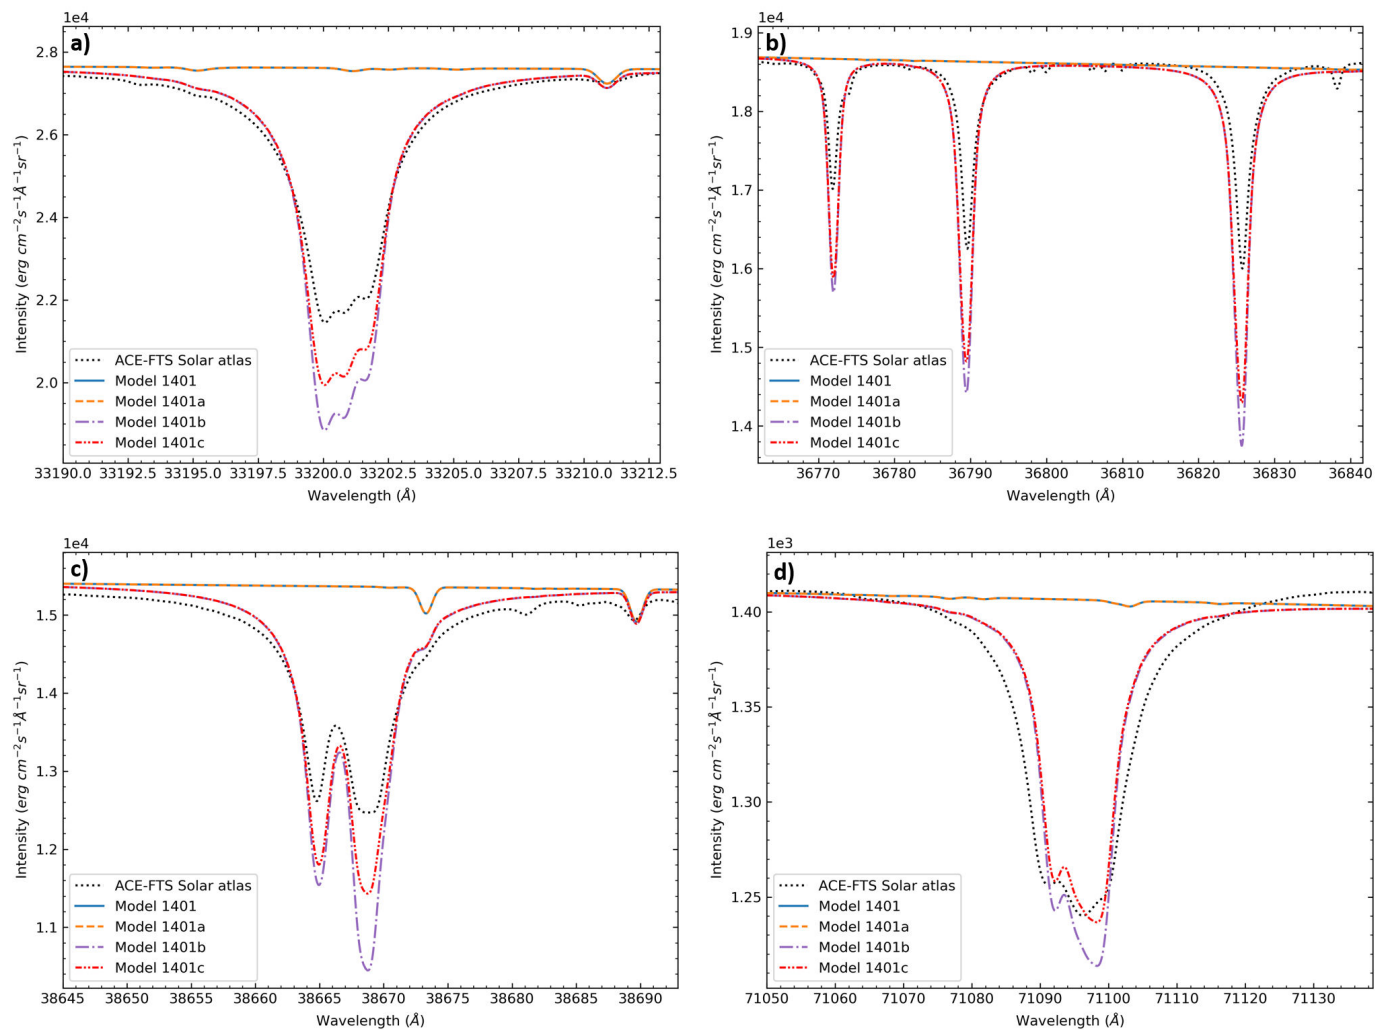 1e4
a)
2.8
2.6
2.4
2.2
2.0
Intensity (erg cm⁻²s⁻¹Å⁻¹sr⁻¹)
ACE-FTS Solar atlas
Model 1401
Model 1401a
Model 1401b
Model 1401c
33190.0 33192.5 33195.0 33197.5 33200.0 33202.5 33205.0 33207.5 33210.0 33212.5
Wavelength (Å)
1e4
b)
1.9
1.8
1.7
1.6
1.5
1.4
Intensity (erg cm⁻²s⁻¹Å⁻¹sr⁻¹)
ACE-FTS Solar atlas
Model 1401
Model 1401a
Model 1401b
Model 1401c
36770 36780 36790 36800 36810 36820 36830 36840
Wavelength (Å)
1e4
c)
1.5
1.4
1.3
1.2
1.1
Intensity (erg cm⁻²s⁻¹Å⁻¹sr⁻¹)
ACE-FTS Solar atlas
Model 1401
Model 1401a
Model 1401b
Model 1401c
38645 38650 38655 38660 38665 38670 38675 38680 38685 38690
Wavelength (Å)
1e3
d)
1.40
1.35
1.30
1.25
Intensity (erg cm⁻²s⁻¹Å⁻¹sr⁻¹)
ACE-FTS Solar atlas
Model 1401
Model 1401a
Model 1401b
Model 1401c
71050 71060 71070 71080 71090 71100 71110 71120 71130
Wavelength (Å)